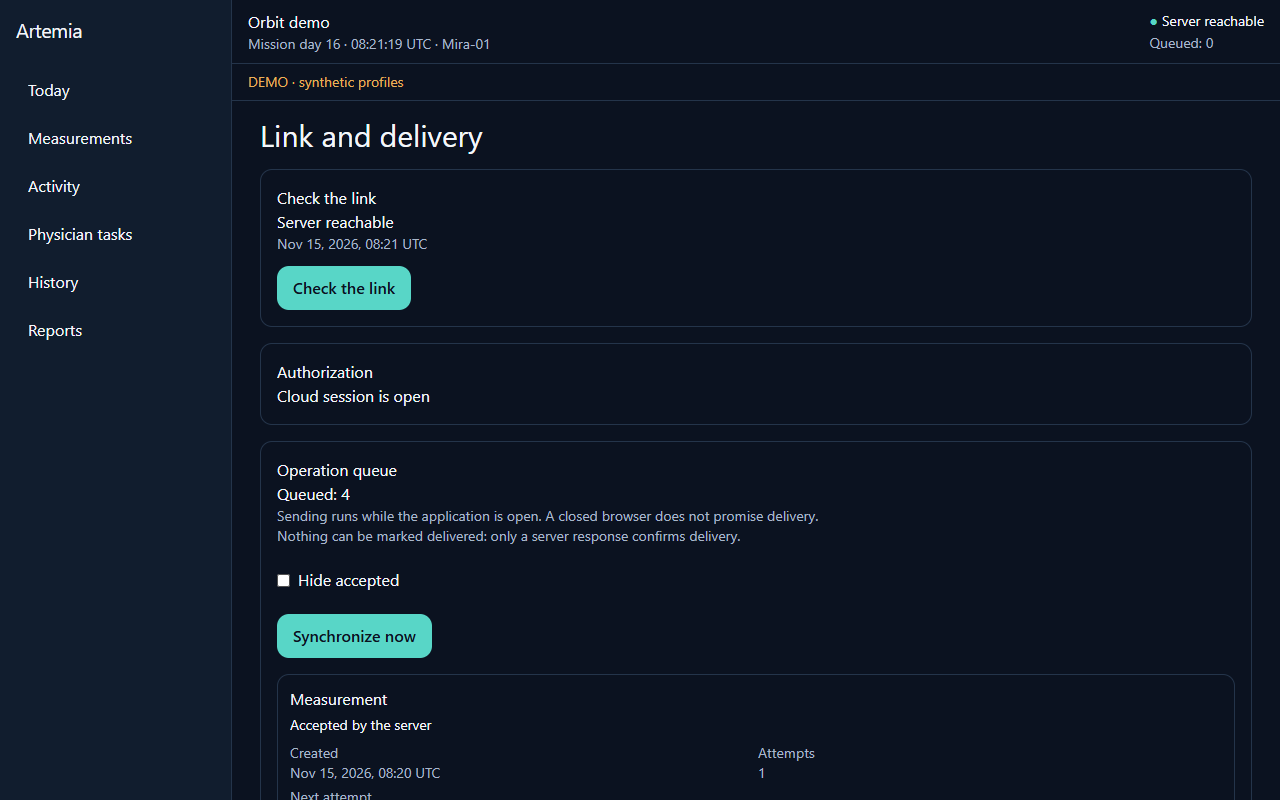 Artemia
Today
Measurements
Activity
Physician tasks
History
Reports
Orbit demo
Mission day 16 · 08:21:19 UTC · Mira-01
● Server reachable
Queued: 0
DEMO · synthetic profiles
Link and delivery
Check the link
Server reachable
Nov 15, 2026, 08:21 UTC
Check the link
Authorization
Cloud session is open
Operation queue
Queued: 4
Sending runs while the application is open. A closed browser does not promise delivery.
Nothing can be marked delivered: only a server response confirms delivery.
Hide accepted
Synchronize now
Measurement
Accepted by the server
Created
Nov 15, 2026, 08:20 UTC
Attempts
1
Next attempt